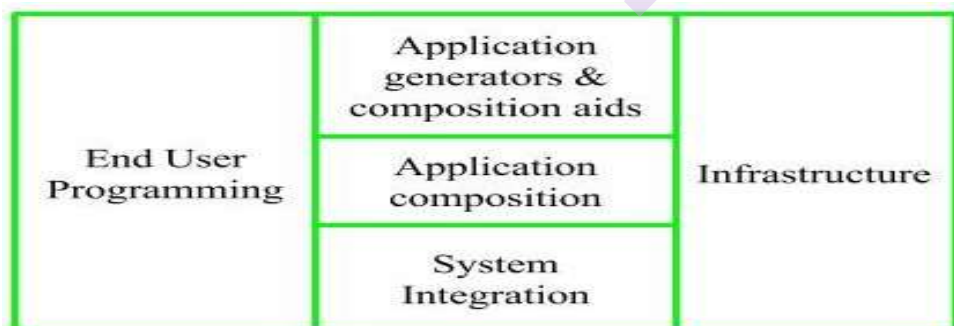 End User
Programming
Application
generators &
composition aids
Application
composition
System
Integration
Infrastructure